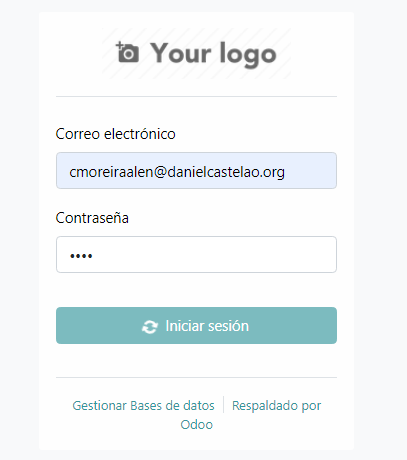 Your logo
Correo electrónico
cmoreiraalen@danielcastelao.org
Contraseña
••••
Iniciar sesión
Gestionar Bases de datos | Respaldado por
Odoo